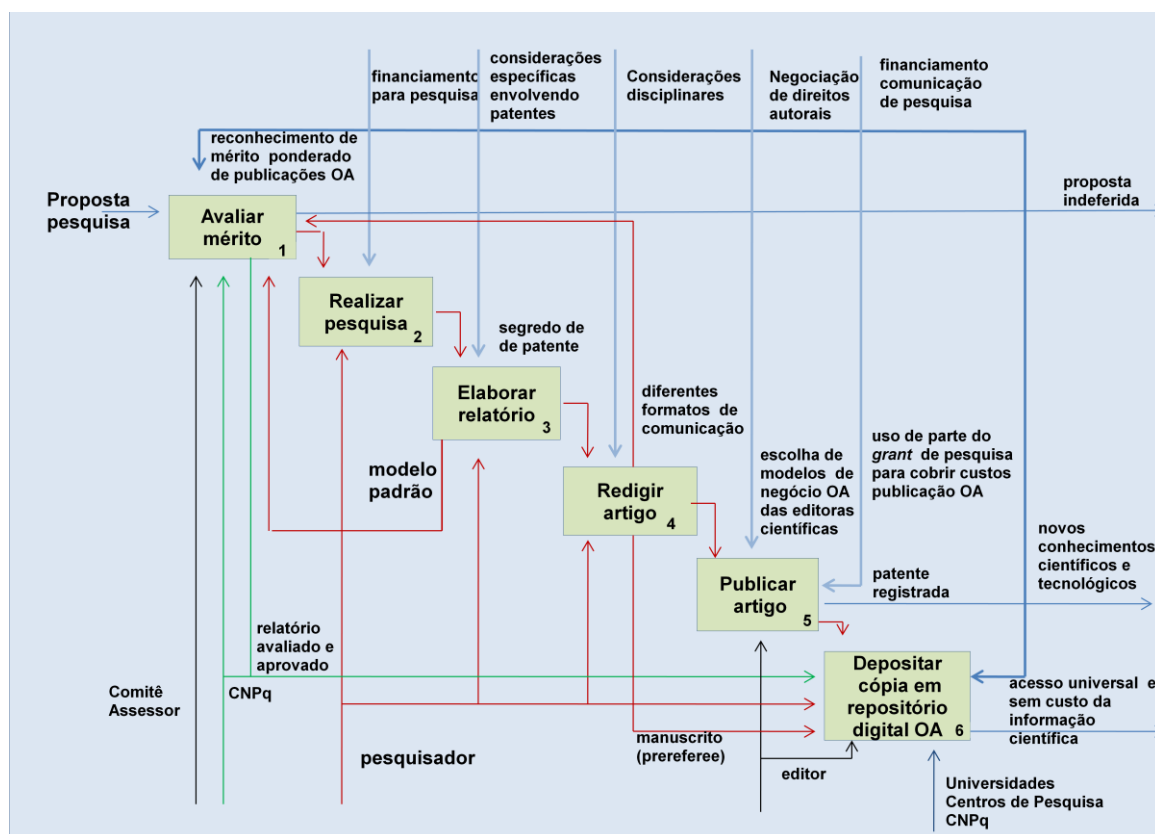 financiamento
para pesquisa
considerações
específicas
envolvendo
patentes
Considerações
disciplinares
Negociação
de direitos
autorais
financiamento
comunicação
de pesquisa
reconhecimento de
mérito ponderado
de publicações OA
Proposta
pesquisa
Avaliar
mérito
1
proposta
indeferida
Realizar
pesquisa
2
segredo de
de patente
Elaborar
relatório
3
diferentes
formatos de
comunicação
modelo
padrão
escolha de
modelos de
negócio OA
das editoras
científicas
uso de parte do
grant de pesquisa
para cobrir custos
publicação OA
Redigir
artigo
4
novos
conhecimentos
científicos e
tecnológicos
Publicar
artigo
5
patente
registrada
relatório
avaliado e
aprovado
Depositar
cópia em
repositório
digital OA
6
acesso universal e
sem custo da
informação
científica
Comitê
Assessor
CNPq
manuscrito
(prereferee)
pesquisador
editor
Universidades
Centros de Pesquisa
CNPq